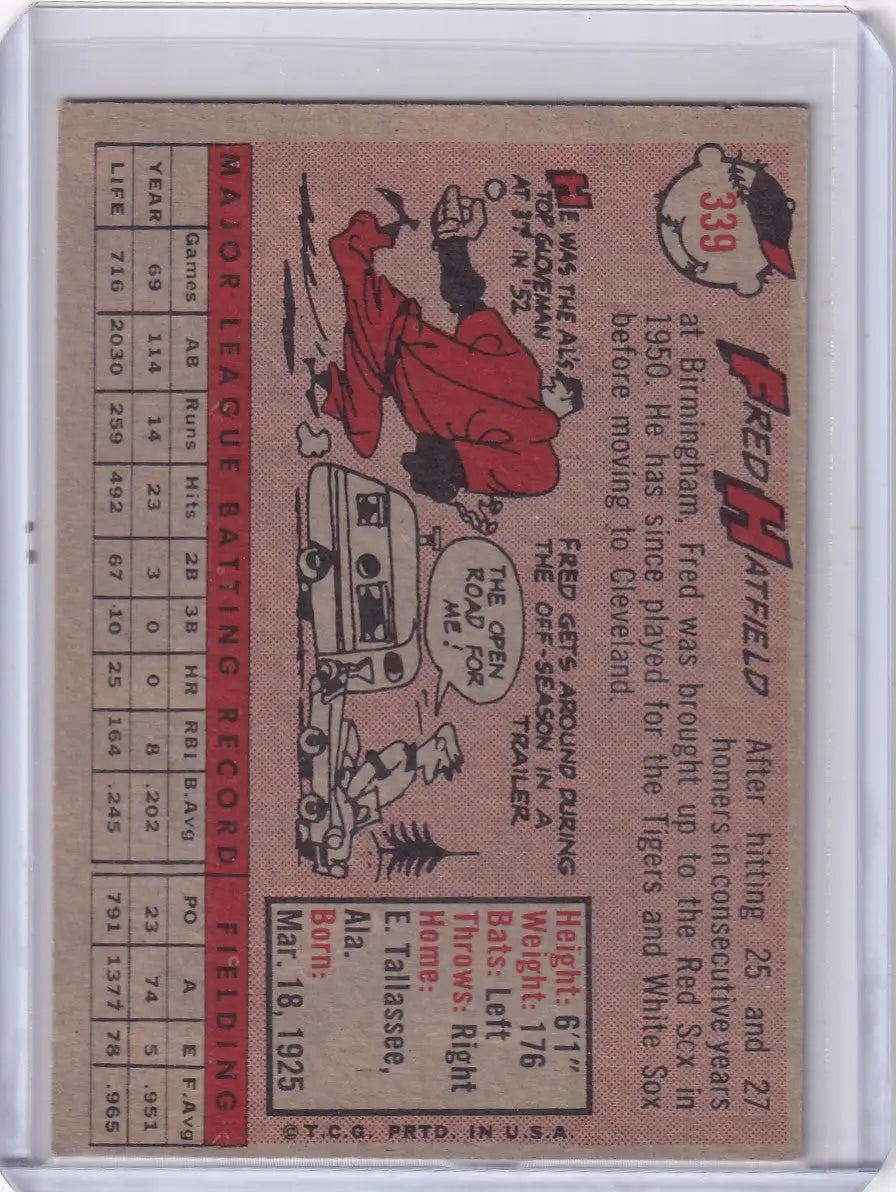 339
FRED HATFIELD
After hitting 25 and 27
homers in consecutive years
at Birmingham, Fred was brought up to the Red Sox in
1950. He has since played for the Tigers and White Sox
before moving to Cleveland.
HE WAS THE AL'S
TOP GLOVEMAN
AT 3rd IN '52
FRED GETS AROUND DURING
THE OFF-SEASON IN A
TRAILER
THE OPEN
ROAD FOR
ME!
Height: 6'1"
Weight: 176
Bats: Left
Throws: Right
Home:
E. Tallassee,
Ala.
Born:
Mar. 18, 1925
MAJOR LEAGUE BATTING RECORD FIELDING
Games AB Runs Hits 2B 3B HR RBI B.Avg PO A E F.Avg
YEAR 69 114 14 23 3 0 0 8 .202 23 74 5 .951
LIFE 716 2030 259 492 67 10 25 164 .245 791 1377 78 .965
©T.C.G. PRTD. IN U.S.A.